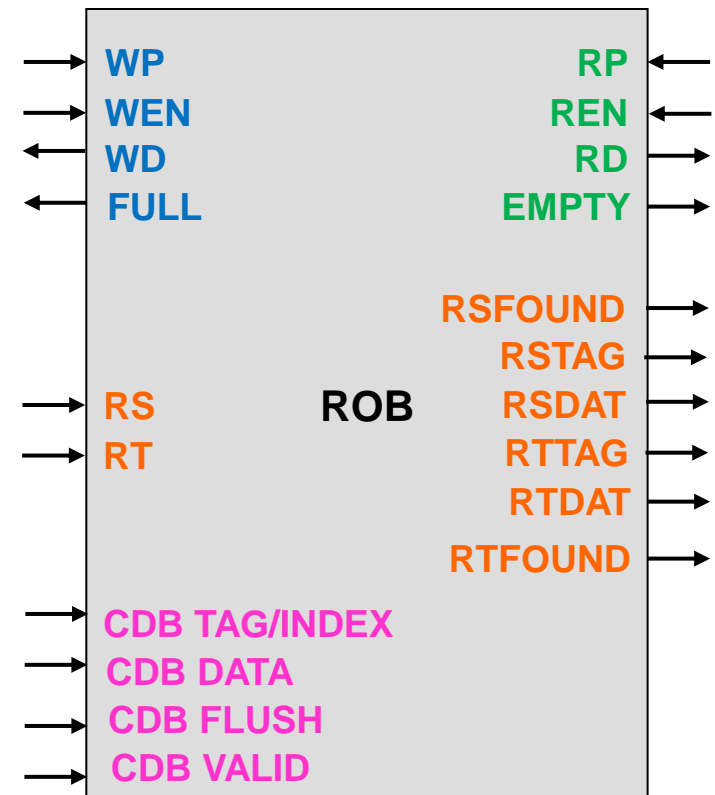 WP
RP
WEN
REN
WD
RD
FULL
EMPTY
RSFOUND
RSTAG
RS
ROB
RSDAT
RT
RTTAG
RTDAT
RTFOUND
CDB TAG/INDEX
CDB DATA
CDB FLUSH
CDB VALID